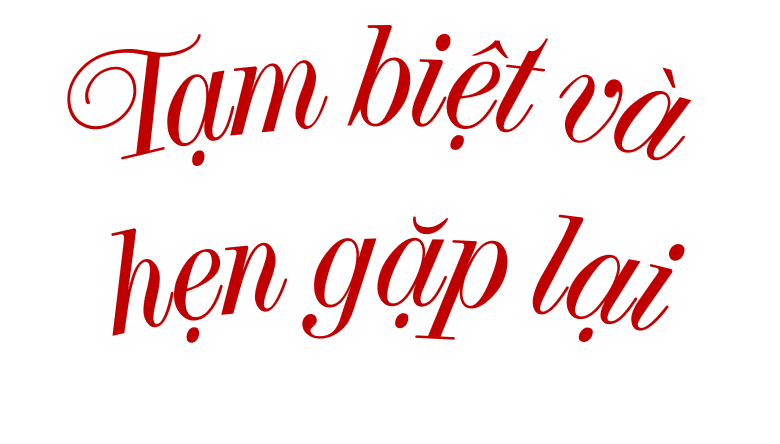 Tạm biệt và
hẹn gặp lại